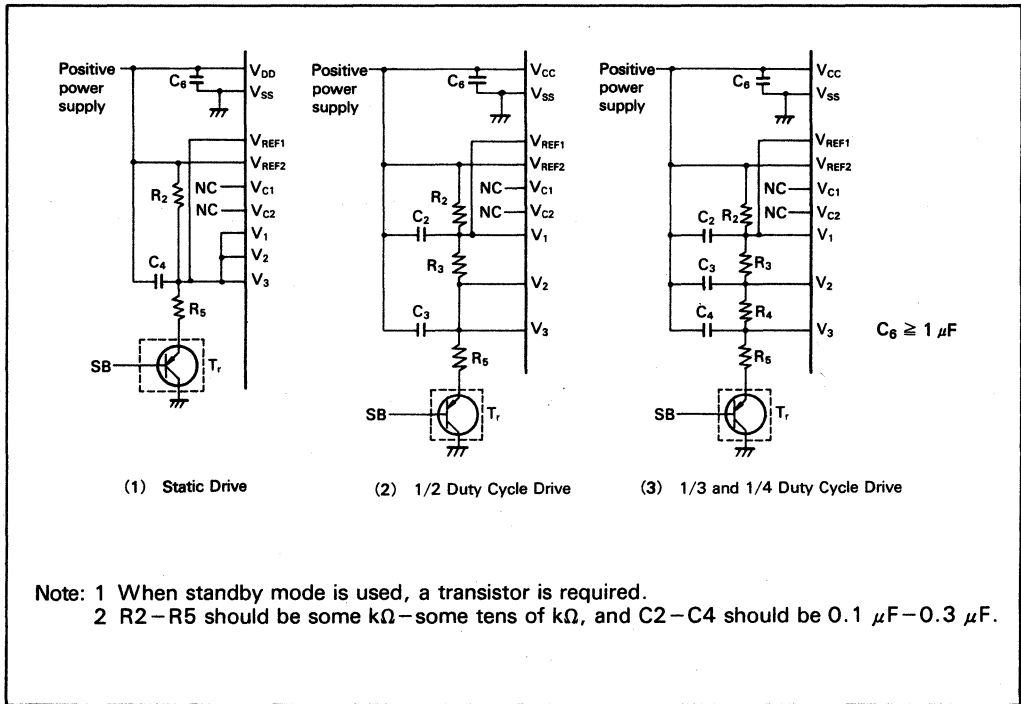 Positive
power
supply
C6
VDD
VSS
VREF1
VREF2
R2
NC
VC1
NC
VC2
V1
V2
C4
V3
R5
SB
Tr
(1) Static Drive
Positive
power
supply
C6
VCC
VSS
VREF1
VREF2
R2
NC
VC1
NC
VC2
C2
V1
R3
V2
C3
V3
R5
SB
Tr
(2) 1/2 Duty Cycle Drive
Positive
power
supply
C6
VCC
VSS
VREF1
VREF2
R2
NC
VC1
NC
VC2
C2
V1
R3
C3
V2
R4
C4
V3
R5
SB
Tr
(3) 1/3 and 1/4 Duty Cycle Drive
C6 ≧ 1 μF
Note: 1 When standby mode is used, a transistor is required.
2 R2–R5 should be some kΩ–some tens of kΩ, and C2–C4 should be 0.1 μF–0.3 μF.